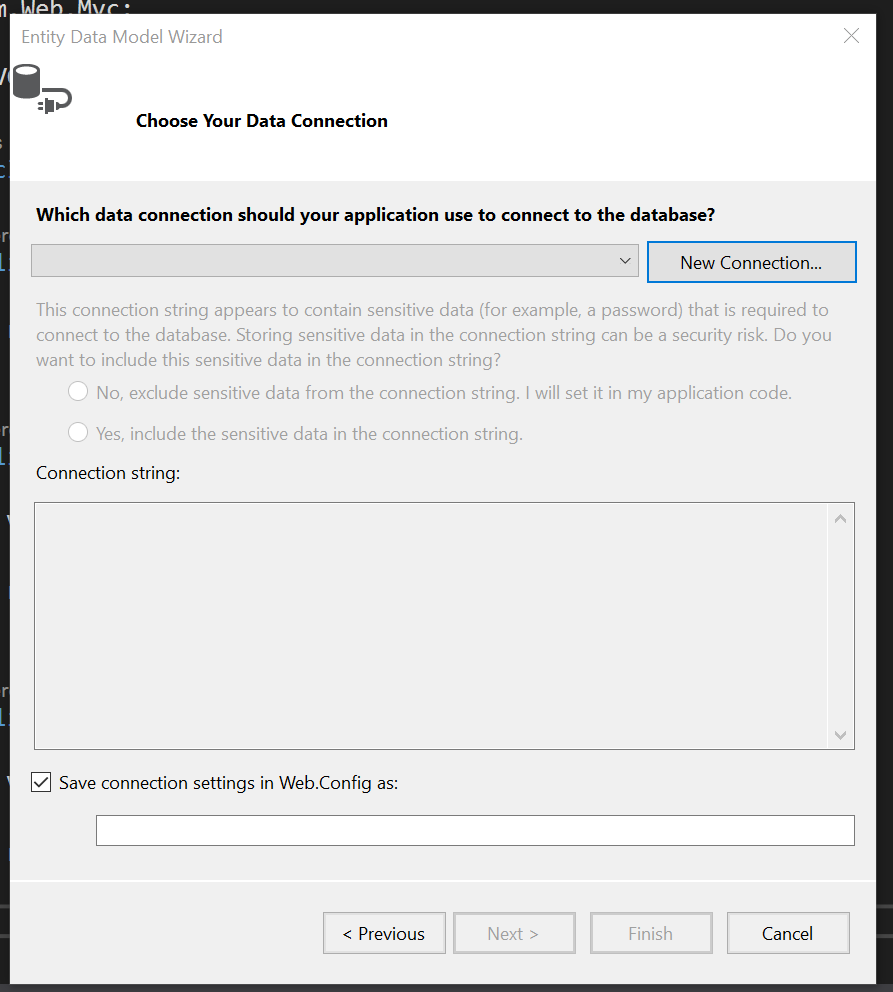 m.Web.Mvc;
Entity Data Model Wizard
Choose Your Data Connection
Which data connection should your application use to connect to the database?
New Connection...
This connection string appears to contain sensitive data (for example, a password) that is required to
connect to the database. Storing sensitive data in the connection string can be a security risk. Do you
want to include this sensitive data in the connection string?
No, exclude sensitive data from the connection string. I will set it in my application code.
Yes, include the sensitive data in the connection string.
Connection string:
Save connection settings in Web.Config as:
< Previous
Next >
Finish
Cancel